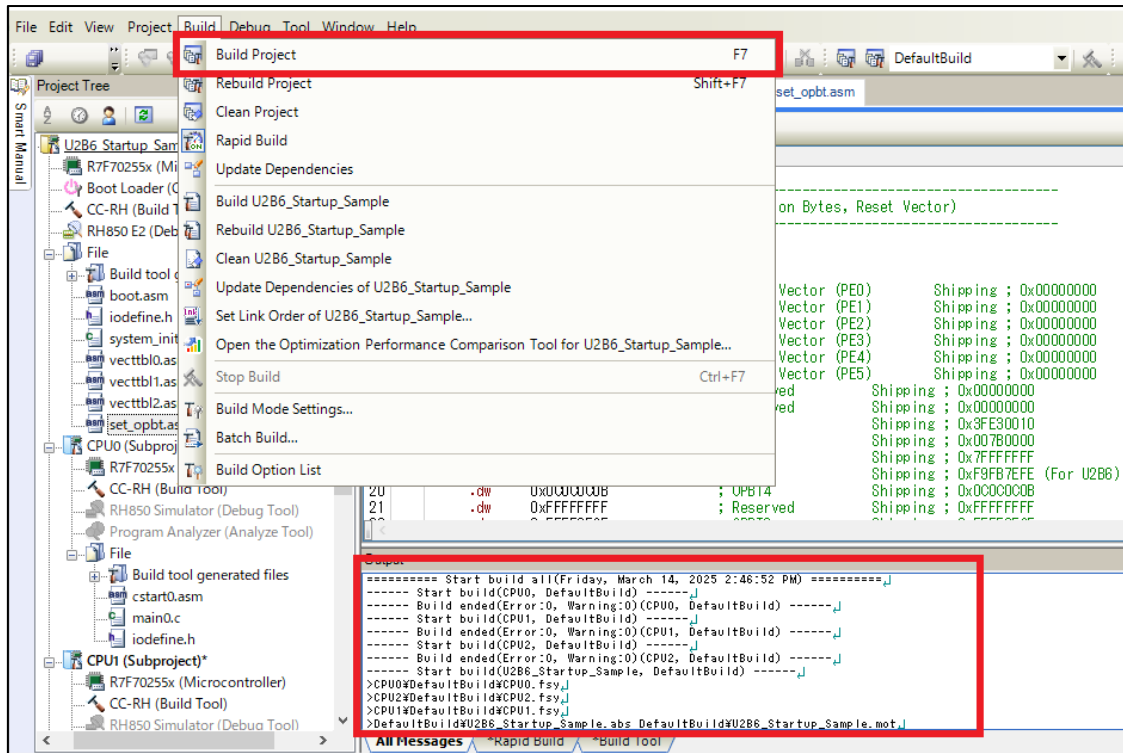 File Edit View Project Build Debug Tool Window Help
DefaultBuild
Build Project F7
Rebuild Project Shift+F7
Clean Project
Rapid Build
Update Dependencies
Build U2B6_Startup_Sample
Rebuild U2B6_Startup_Sample
Clean U2B6_Startup_Sample
Update Dependencies of U2B6_Startup_Sample
Set Link Order of U2B6_Startup_Sample...
Open the Optimization Performance Comparison Tool for U2B6_Startup_Sample...
Stop Build Ctrl+F7
Build Mode Settings...
Batch Build...
Build Option List
Smart Manual
Project Tree
U2B6_Startup_Sam
R7F70255x (Mi
Boot Loader (C
CC-RH (Build T
RH850 E2 (Deb
File
Build tool g
boot.asm
iodefine.h
system_init
vecttbl0.as
vecttbl1.as
vecttbl2.as
set_opbt.as
CPU0 (Subproj
R7F70255x
CC-RH (Build Tool)
RH850 Simulator (Debug Tool)
Program Analyzer (Analyze Tool)
File
Build tool generated files
cstart0.asm
main0.c
iodefine.h
CPU1 (Subproject)*
R7F70255x (Microcontroller)
CC-RH (Build Tool)
RH850 Simulator (Debug Tool)
set_opbt.asm
on Bytes, Reset Vector)
Vector (PE0) Shipping ; 0x00000000
Vector (PE1) Shipping ; 0x00000000
Vector (PE2) Shipping ; 0x00000000
Vector (PE3) Shipping ; 0x00000000
Vector (PE4) Shipping ; 0x00000000
Vector (PE5) Shipping ; 0x00000000
ved Shipping ; 0x00000000
ved Shipping ; 0x00000000
Shipping ; 0x3FE30010
Shipping ; 0x007B0000
Shipping ; 0x7FFFFFFF
Shipping ; 0xF9FB7EFE (For U2B6)
20 .dw 0x0C0C0C0B ; OPBT4 Shipping ; 0x0C0C0C0B
21 .dw 0xFFFFFFFF ; Reserved Shipping ; 0xFFFFFFFF
Output
========== Start build all(Friday, March 14, 2025 2:46:52 PM) ==========
------ Start build(CPU0, DefaultBuild) ------
------ Build ended(Error:0, Warning:0)(CPU0, DefaultBuild) ------
------ Start build(CPU1, DefaultBuild) ------
------ Build ended(Error:0, Warning:0)(CPU1, DefaultBuild) ------
------ Start build(CPU2, DefaultBuild) ------
------ Build ended(Error:0, Warning:0)(CPU2, DefaultBuild) ------
------ Start build(U2B6_Startup_Sample, DefaultBuild) ------
>CPU0¥DefaultBuild¥CPU0.fsy
>CPU2¥DefaultBuild¥CPU2.fsy
>CPU1¥DefaultBuild¥CPU1.fsy
>DefaultBuild¥U2B6_Startup_Sample.abs DefaultBuild¥U2B6_Startup_Sample.mot
All Messages *Rapid Build *Build Tool